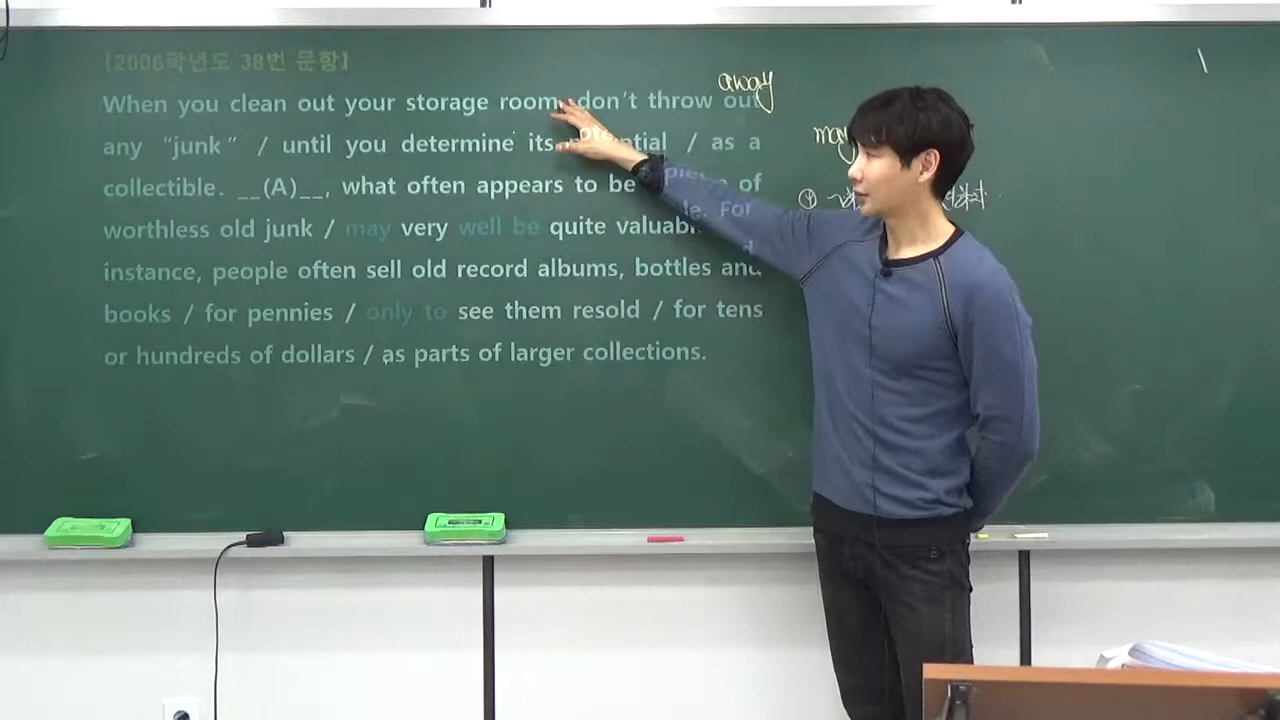 [2006학년도 38번 문항]
away
When you clean out your storage room, don't throw out
any "junk" / until you determine its potential / as a
may
collectible. __(A)__, what often appears to be a piece of
④
worthless old junk / may very well be quite valuable. For
instance, people often sell old record albums, bottles and
books / for pennies / only to see them resold / for tens
or hundreds of dollars / as parts of larger collections.